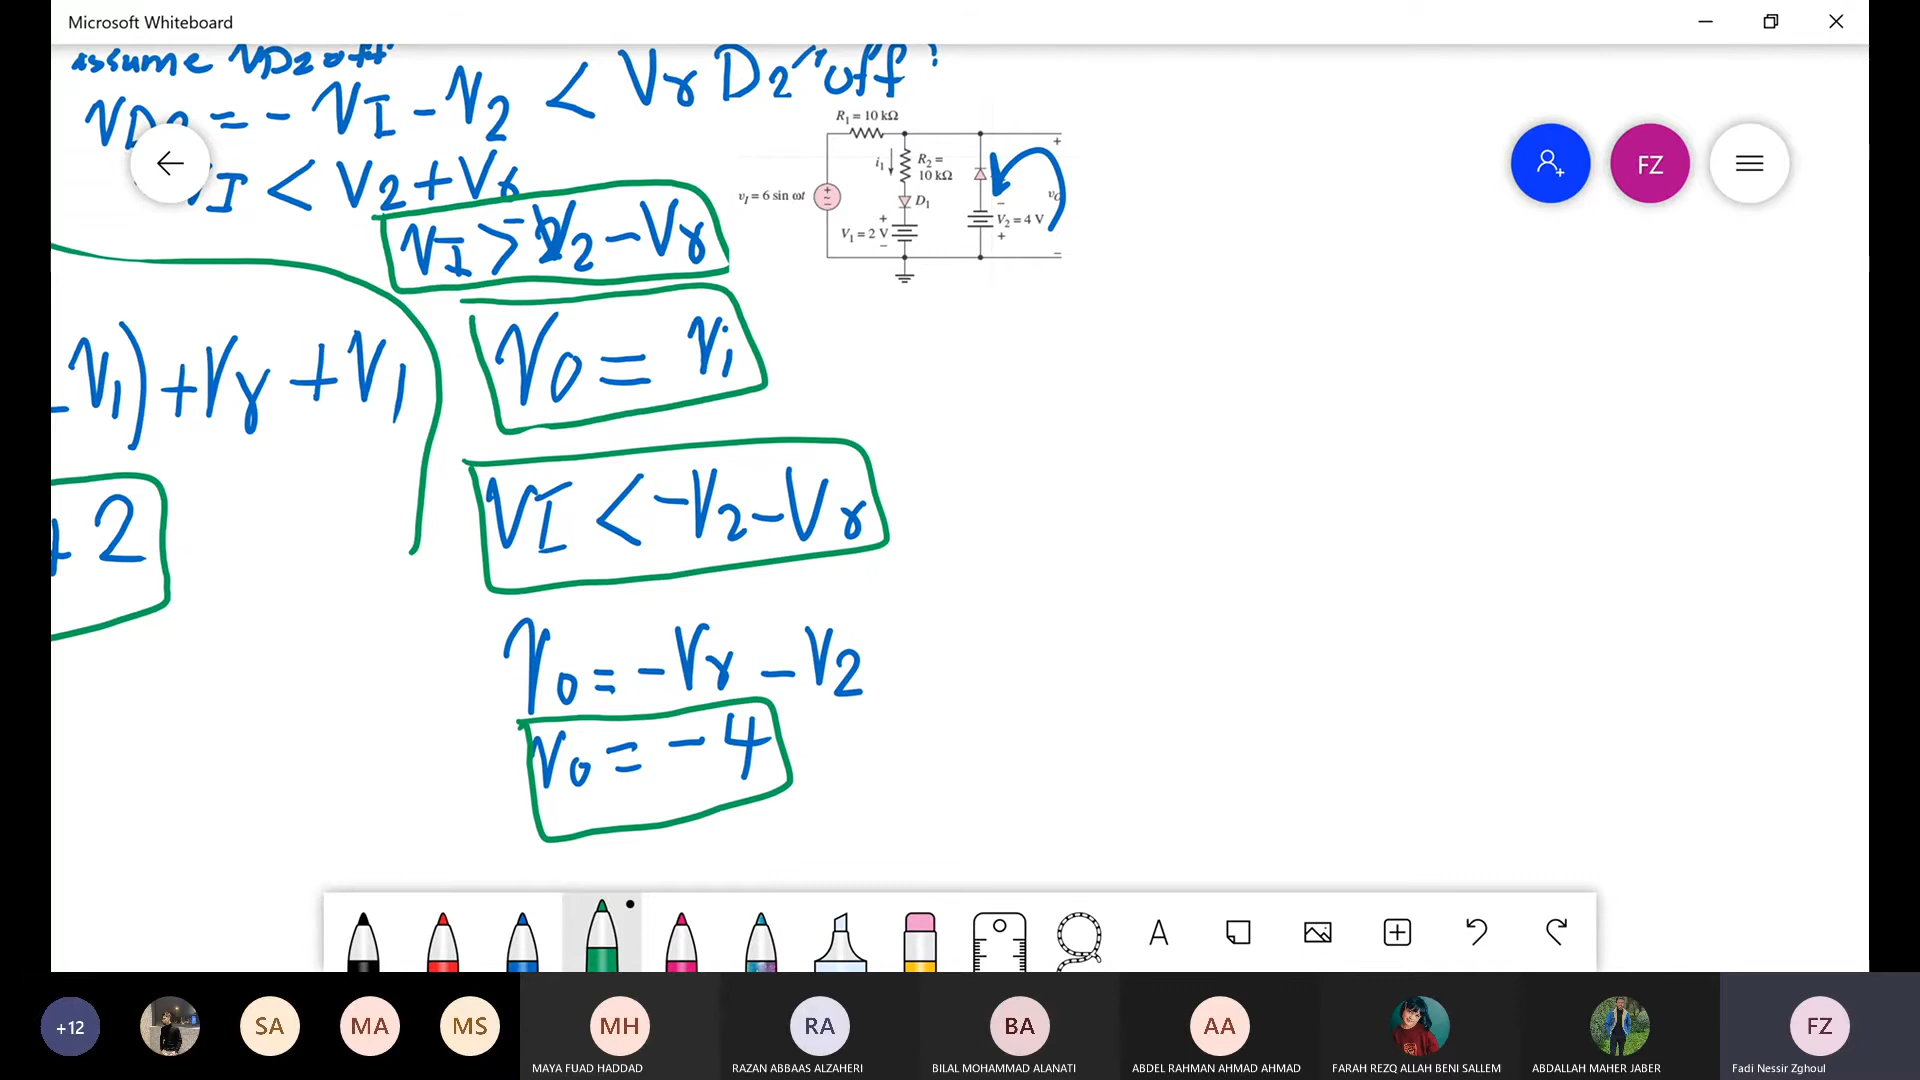 Microsoft Whiteboard
assume VD2 off
VD2 = - VI - V2 < Vγ D2 "off"
I < V2 + Vγ
VI > -V2 - Vγ
Vo = Vi
- V1) + Vγ + V1
VI < -V2 - Vγ
+ 2
Vo = -Vγ - V2
Vo = - 4
R1 = 10 kΩ
i1
R2 =
10 kΩ
vI = 6 sin ωt
D1
V1 = 2 V
V2 = 4 V
+
−
vO
FZ
A
+12
SA
MA
MS
MH
RA
BA
AA
FZ
MAYA FUAD HADDAD
RAZAN ABBAAS ALZAHERI
BILAL MOHAMMAD ALANATI
ABDEL RAHMAN AHMAD AHMAD
FARAH REZQ ALLAH BENI SALLEM
ABDALLAH MAHER JABER
Fadi Nessir Zghoul